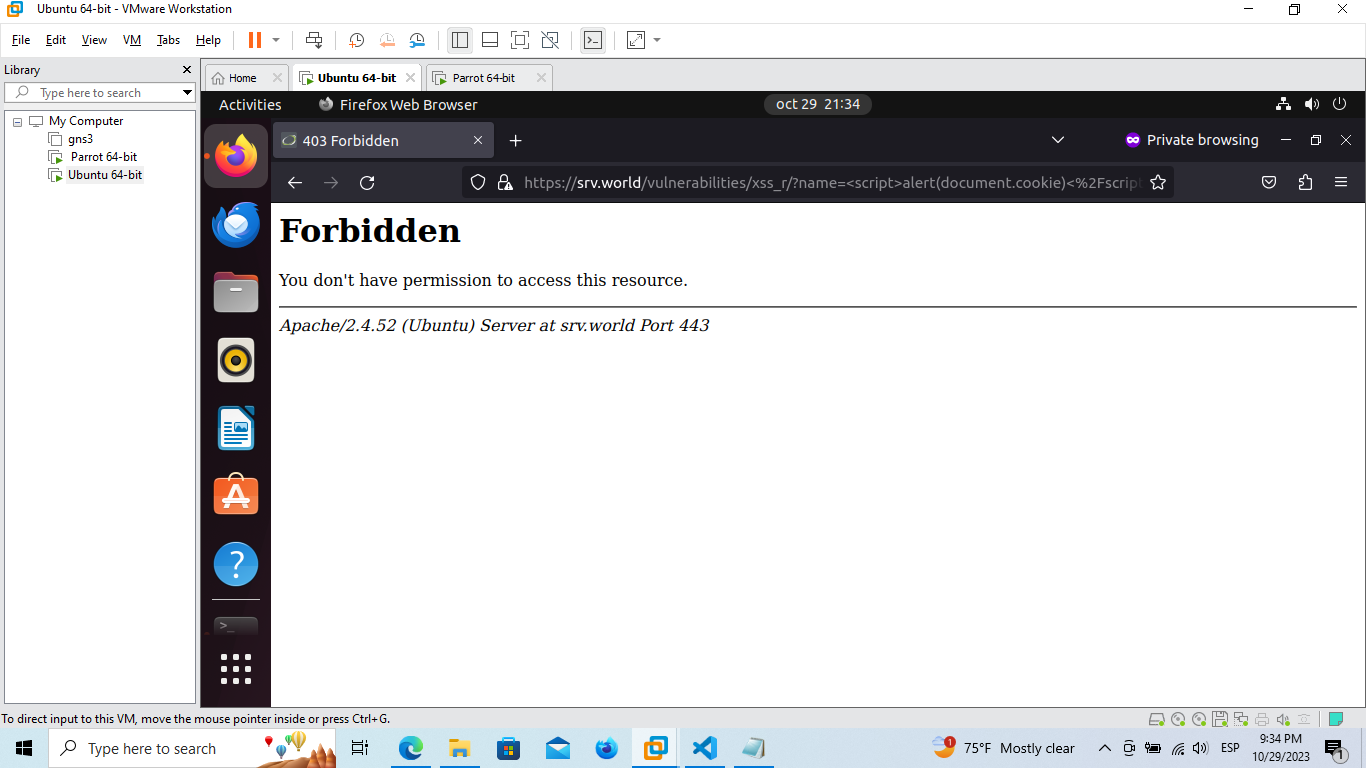 Ubuntu 64-bit - VMware Workstation
File Edit View VM Tabs Help
Library
Type here to search
My Computer
gns3
Parrot 64-bit
Ubuntu 64-bit
Home Ubuntu 64-bit Parrot 64-bit
Activities Firefox Web Browser oct 29 21:34
403 Forbidden Private browsing
https://srv.world/vulnerabilities/xss_r/?name=<script>alert(document.cookie)<%2Fscript
Forbidden
You don't have permission to access this resource.
Apache/2.4.52 (Ubuntu) Server at srv.world Port 443
To direct input to this VM, move the mouse pointer inside or press Ctrl+G.
Type here to search
1
75°F Mostly clear
ESP
9:34 PM
10/29/2023
1